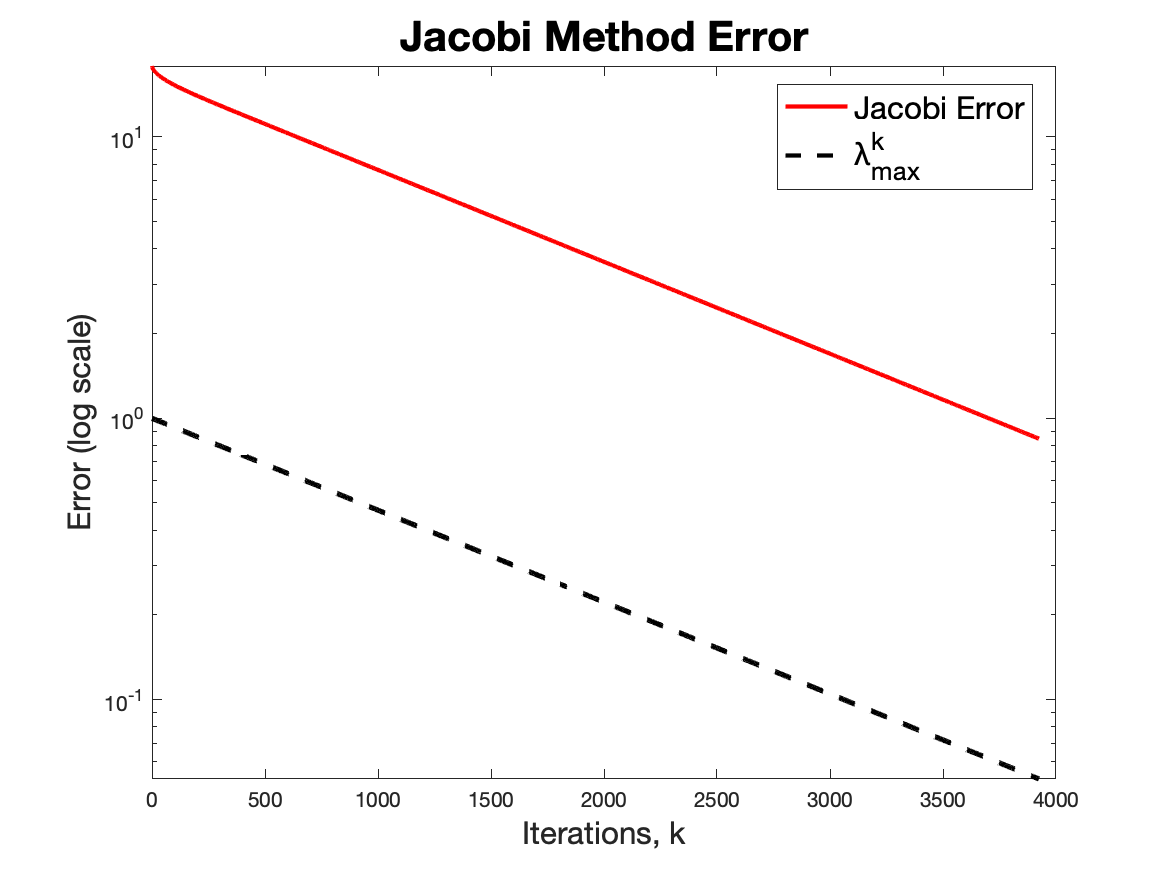 Jacobi Method Error
Jacobi Error
λ^k_max
10^1
10^0
10^-1
Error (log scale)
0 500 1000 1500 2000 2500 3000 3500 4000
Iterations, k